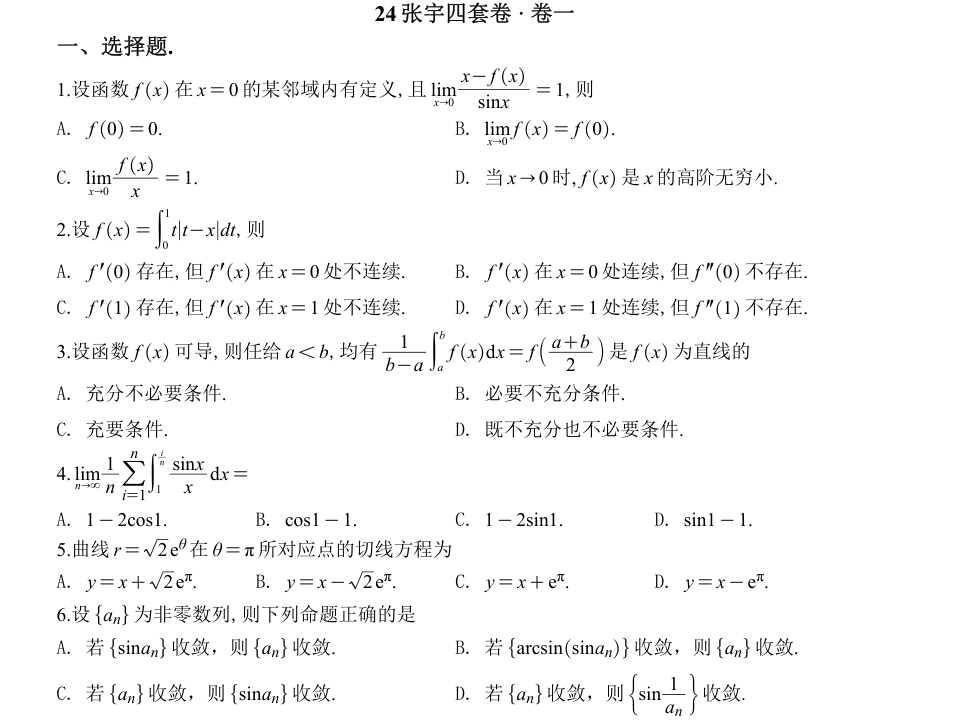 24张宇四套卷·卷一
一、选择题.
1.设函数 f(x) 在 x=0 的某邻域内有定义, 且 lim_{x→0} \frac{x-f(x)}{sinx} = 1, 则
A. f(0)=0. B. lim_{x→0} f(x)=f(0).
C. lim_{x→0} \frac{f(x)}{x} = 1. D. 当 x→0 时, f(x) 是 x 的高阶无穷小.
2.设 f(x)=∫_0^1 t|t-x|dt, 则
A. f′(0) 存在, 但 f′(x) 在 x=0 处不连续. B. f′(x) 在 x=0 处连续, 但 f″(0) 不存在.
C. f′(1) 存在, 但 f′(x) 在 x=1 处不连续. D. f′(x) 在 x=1 处连续, 但 f″(1) 不存在.
3.设函数 f(x) 可导, 则任给 a<b, 均有 \frac{1}{b-a}∫_a^b f(x)dx=f(\frac{a+b}{2}) 是 f(x) 为直线的
A. 充分不必要条件. B. 必要不充分条件.
C. 充要条件. D. 既不充分也不必要条件.
4. lim_{n→∞} \frac{1}{n} ∑_{i=1}^{n} ∫_1^{\frac{i}{n}} \frac{sinx}{x} dx=
A. 1-2cos1. B. cos1-1. C. 1-2sin1. D. sin1-1.
5.曲线 r=√2e^θ 在 θ=π 所对应点的切线方程为
A. y=x+√2e^π. B. y=x-√2e^π. C. y=x+e^π. D. y=x-e^π.
6.设 {a_n} 为非零数列, 则下列命题正确的是
A. 若 {sina_n} 收敛，则 {a_n} 收敛. B. 若 {arcsin(sina_n)} 收敛，则 {a_n} 收敛.
C. 若 {a_n} 收敛，则 {sina_n} 收敛. D. 若 {a_n} 收敛，则 {sin\frac{1}{a_n}} 收敛.